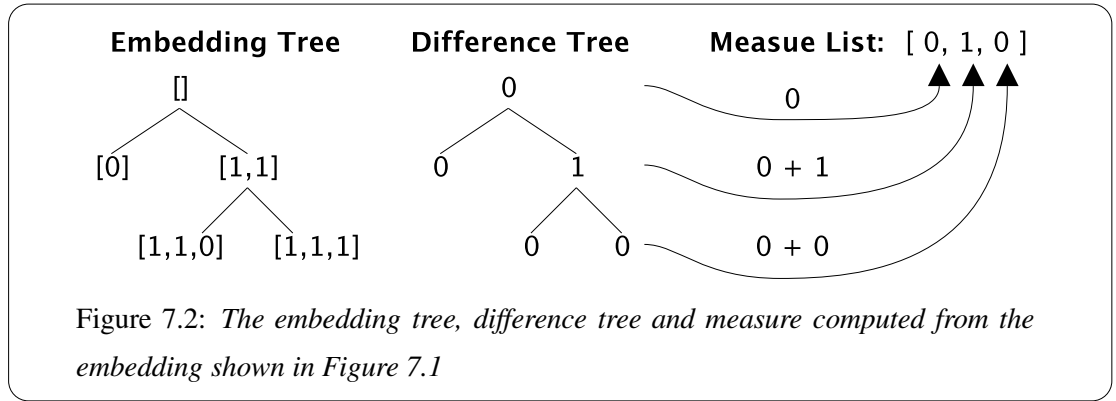 Embedding Tree Difference Tree Measue List: [ 0, 1, 0 ]
[] 0 0
[0] [1,1] 0 1 0 + 1
[1,1,0] [1,1,1] 0 0 0 + 0
Figure 7.2: The embedding tree, difference tree and measure computed from the
embedding shown in Figure 7.1